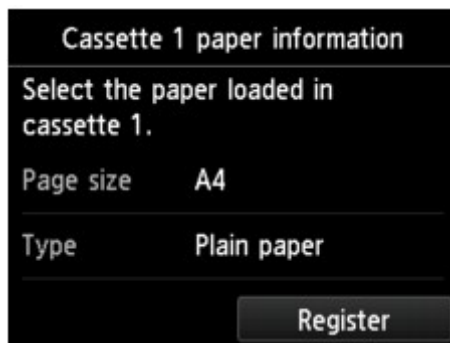 Cassette 1 paper information
Select the paper loaded in
cassette 1.
Page size A4
Type Plain paper
Register